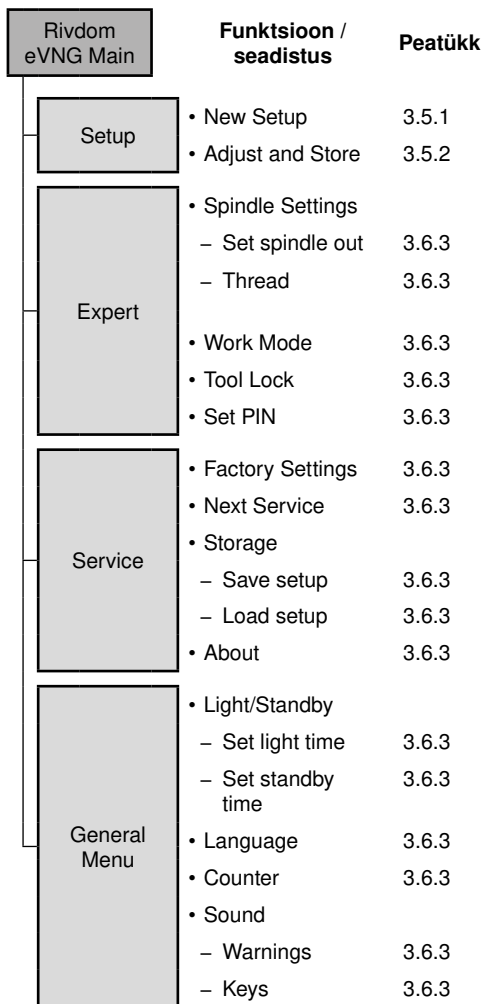 Rivdom
eVNG Main
Funktsioon /
seadistus
Peatükk
Setup
• New Setup 3.5.1
• Adjust and Store 3.5.2
Expert
• Spindle Settings
– Set spindle out 3.6.3
– Thread 3.6.3
• Work Mode 3.6.3
• Tool Lock 3.6.3
• Set PIN 3.6.3
Service
• Factory Settings 3.6.3
• Next Service 3.6.3
• Storage
– Save setup 3.6.3
– Load setup 3.6.3
• About 3.6.3
General
Menu
• Light/Standby
– Set light time 3.6.3
– Set standby 3.6.3
time
• Language 3.6.3
• Counter 3.6.3
• Sound
– Warnings 3.6.3
– Keys 3.6.3